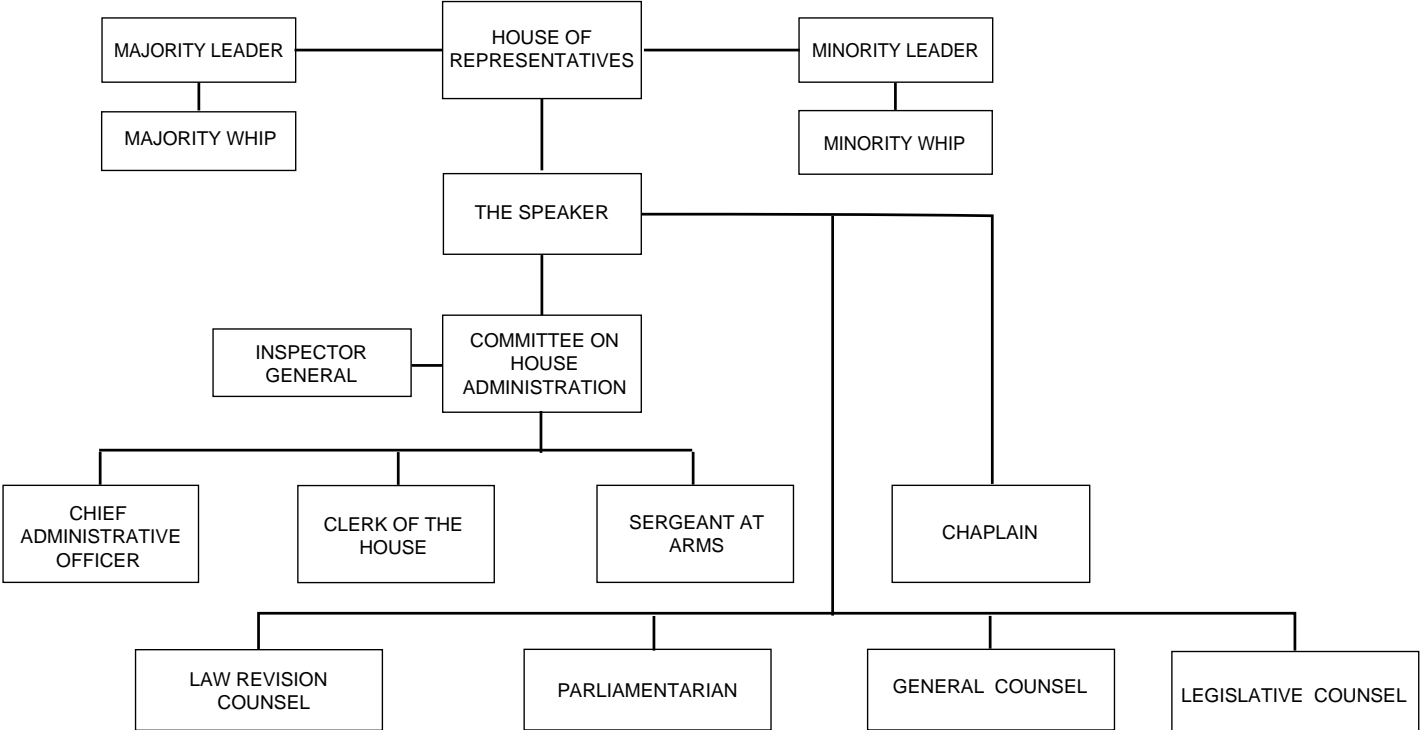 MAJORITY LEADER
HOUSE OF
REPRESENTATIVES
MINORITY LEADER
MAJORITY WHIP
MINORITY WHIP
THE SPEAKER
INSPECTOR
GENERAL
COMMITTEE ON
HOUSE
ADMINISTRATION
CHIEF
ADMINISTRATIVE
OFFICER
CLERK OF THE
HOUSE
SERGEANT AT
ARMS
CHAPLAIN
LAW REVISION
COUNSEL
PARLIAMENTARIAN
GENERAL COUNSEL
LEGISLATIVE COUNSEL